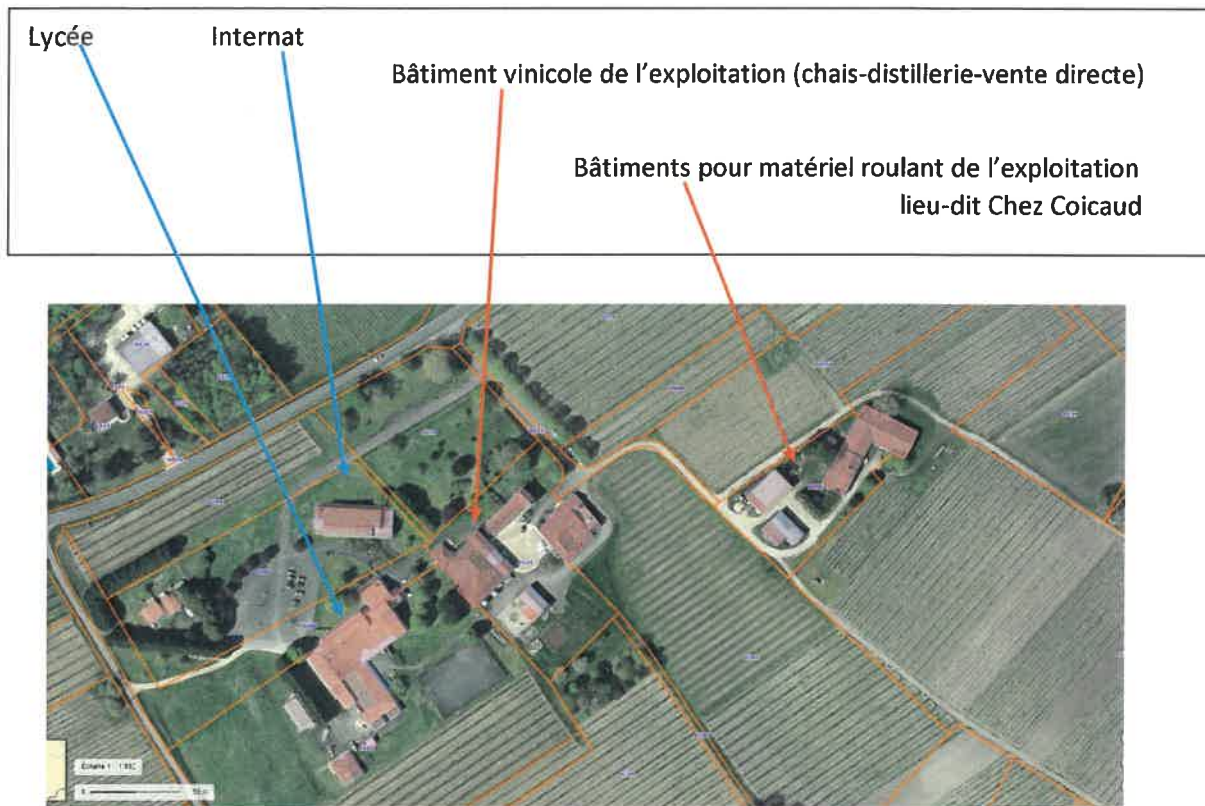 Lycée
Internat
Bâtiment vinicole de l'exploitation (chais-distillerie-vente directe)
Bâtiments pour matériel roulant de l'exploitation
lieu-dit Chez Coicaud